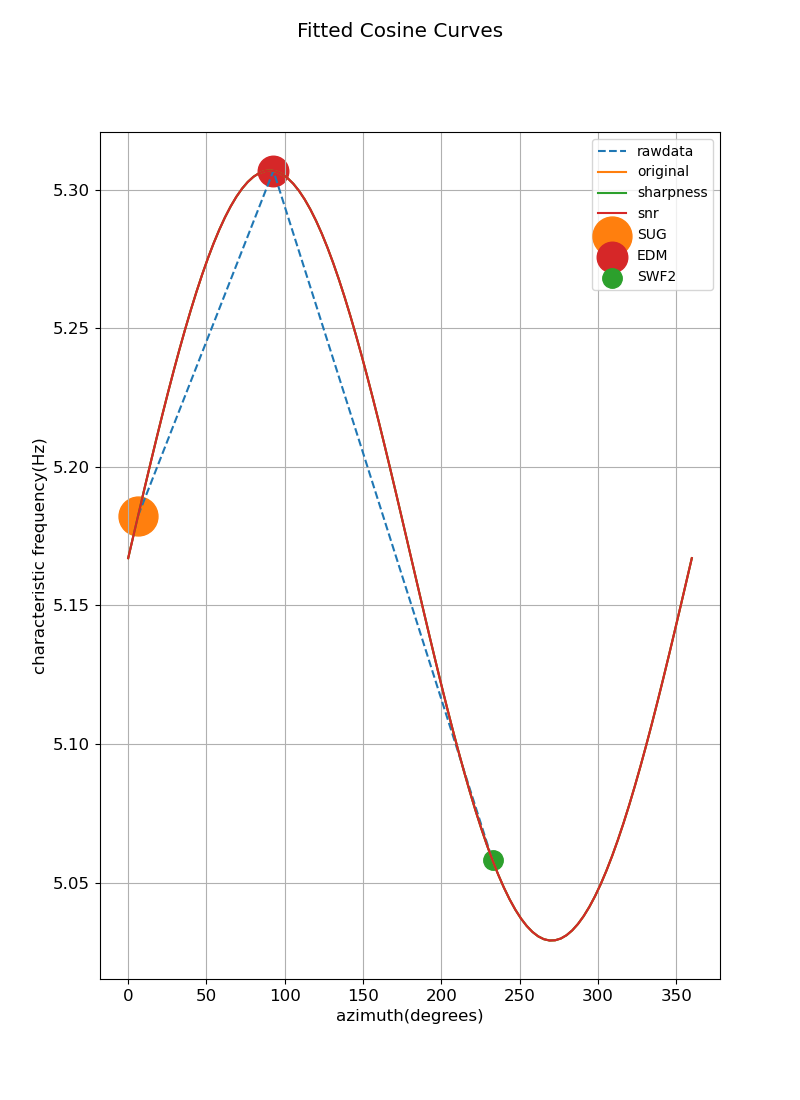 Fitted Cosine Curves
rawdata
original
sharpness
snr
SUG
EDM
SWF2
characteristic frequency(Hz)
5.30
5.25
5.20
5.15
5.10
5.05
0 50 100 150 200 250 300 350
azimuth(degrees)